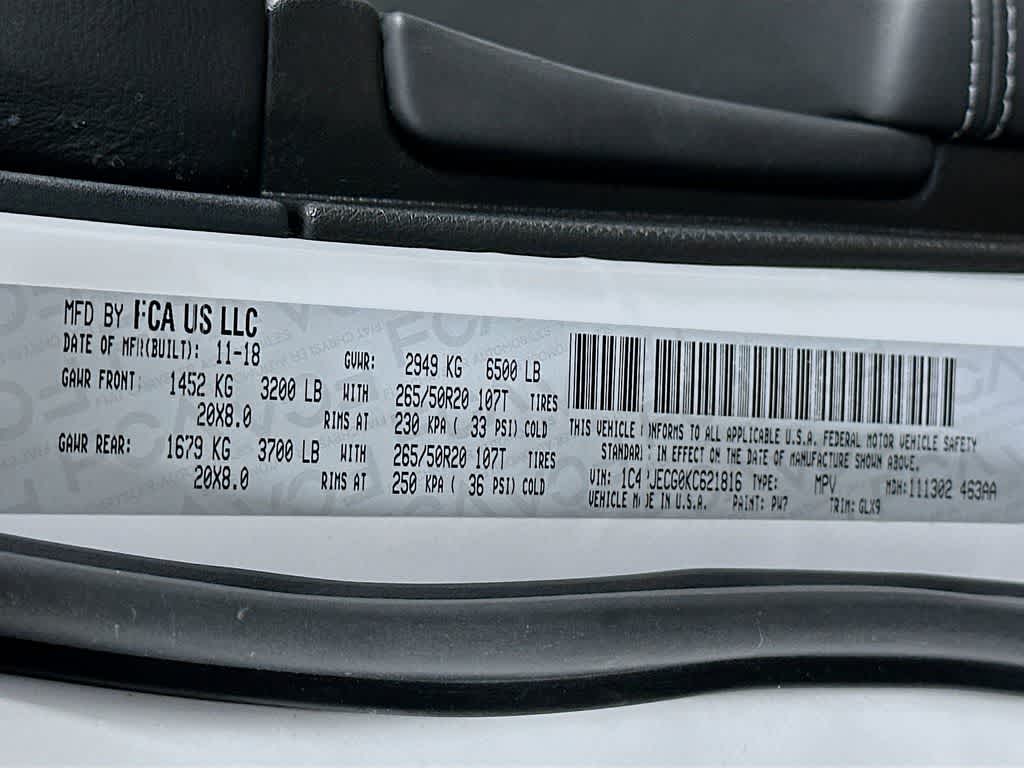 MFD BY FCA US LLC
DATE OF MFR(BUILT): 11-18
GVWR: 2949 KG 6500 LB
GAWR FRONT: 1452 KG 3200 LB WITH 265/50R20 107T TIRES
20X8.0 RIMS AT 230 KPA ( 33 PSI) COLD
GAWR REAR: 1679 KG 3700 LB WITH 265/50R20 107T TIRES
20X8.0 RIMS AT 250 KPA ( 36 PSI) COLD
THIS VEHICLE CONFORMS TO ALL APPLICABLE U.S.A. FEDERAL MOTOR VEHICLE SAFETY
STANDARDS IN EFFECT ON THE DATE OF MANUFACTURE SHOWN ABOVE.
VIN: 1C4 JECG0KC621816 TYPE: MPV MDH:111302 463AA
VEHICLE MADE IN U.S.A. PAINT: PW7 TRIM: GLX9
FCA